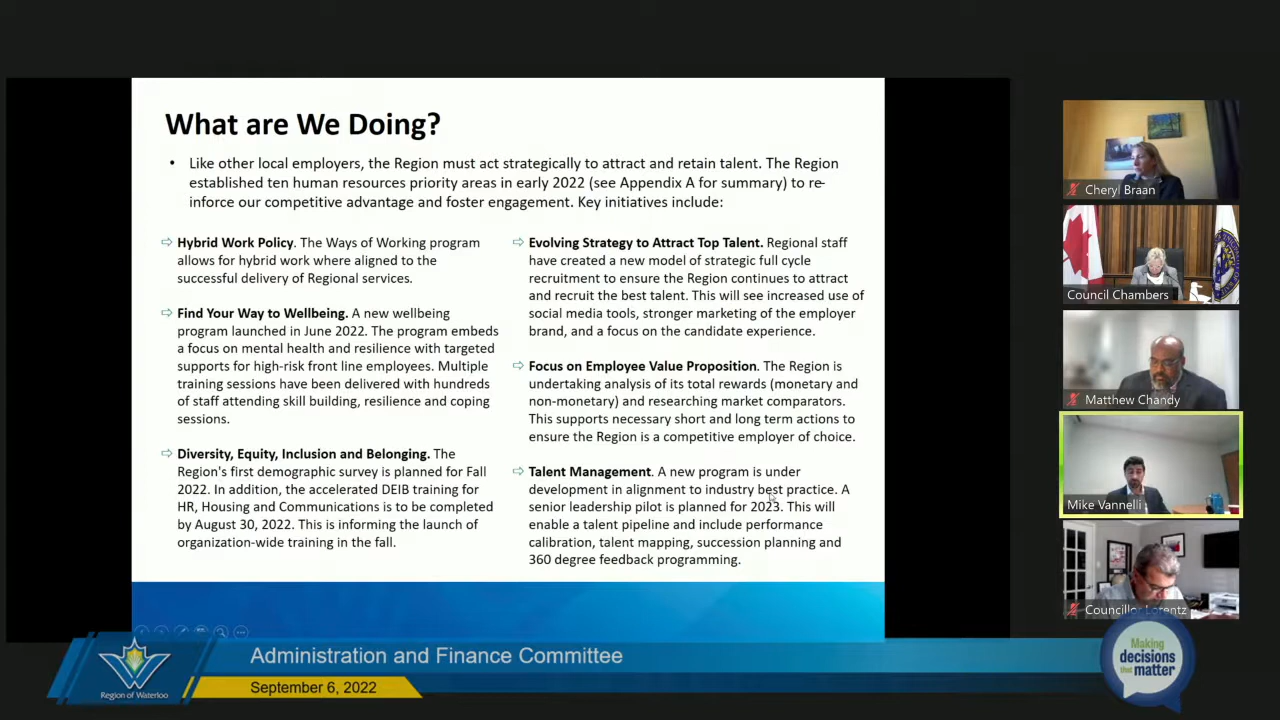 What are We Doing?
• Like other local employers, the Region must act strategically to attract and retain talent. The Region
established ten human resources priority areas in early 2022 (see Appendix A for summary) to re-
inforce our competitive advantage and foster engagement. Key initiatives include:
Hybrid Work Policy. The Ways of Working program
allows for hybrid work where aligned to the
successful delivery of Regional services.
Find Your Way to Wellbeing. A new wellbeing
program launched in June 2022. The program embeds
a focus on mental health and resilience with targeted
supports for high-risk front line employees. Multiple
training sessions have been delivered with hundreds
of staff attending skill building, resilience and coping
sessions.
Diversity, Equity, Inclusion and Belonging. The
Region's first demographic survey is planned for Fall
2022. In addition, the accelerated DEIB training for
HR, Housing and Communications is to be completed
by August 30, 2022. This is informing the launch of
organization-wide training in the fall.
Evolving Strategy to Attract Top Talent. Regional staff
have created a new model of strategic full cycle
recruitment to ensure the Region continues to attract
and recruit the best talent. This will see increased use of
social media tools, stronger marketing of the employer
brand, and a focus on the candidate experience.
Focus on Employee Value Proposition. The Region is
undertaking analysis of its total rewards (monetary and
non-monetary) and researching market comparators.
This supports necessary short and long term actions to
ensure the Region is a competitive employer of choice.
Talent Management. A new program is under
development in alignment to industry best practice. A
senior leadership pilot is planned for 2023. This will
enable a talent pipeline and include performance
calibration, talent mapping, succession planning and
360 degree feedback programming.
Cheryl Braan
Council Chambers
Matthew Chandy
Mike Vannelli
Councillor Lorentz
Region of Waterloo
Administration and Finance Committee
September 6, 2022
Making
decisions
that matter